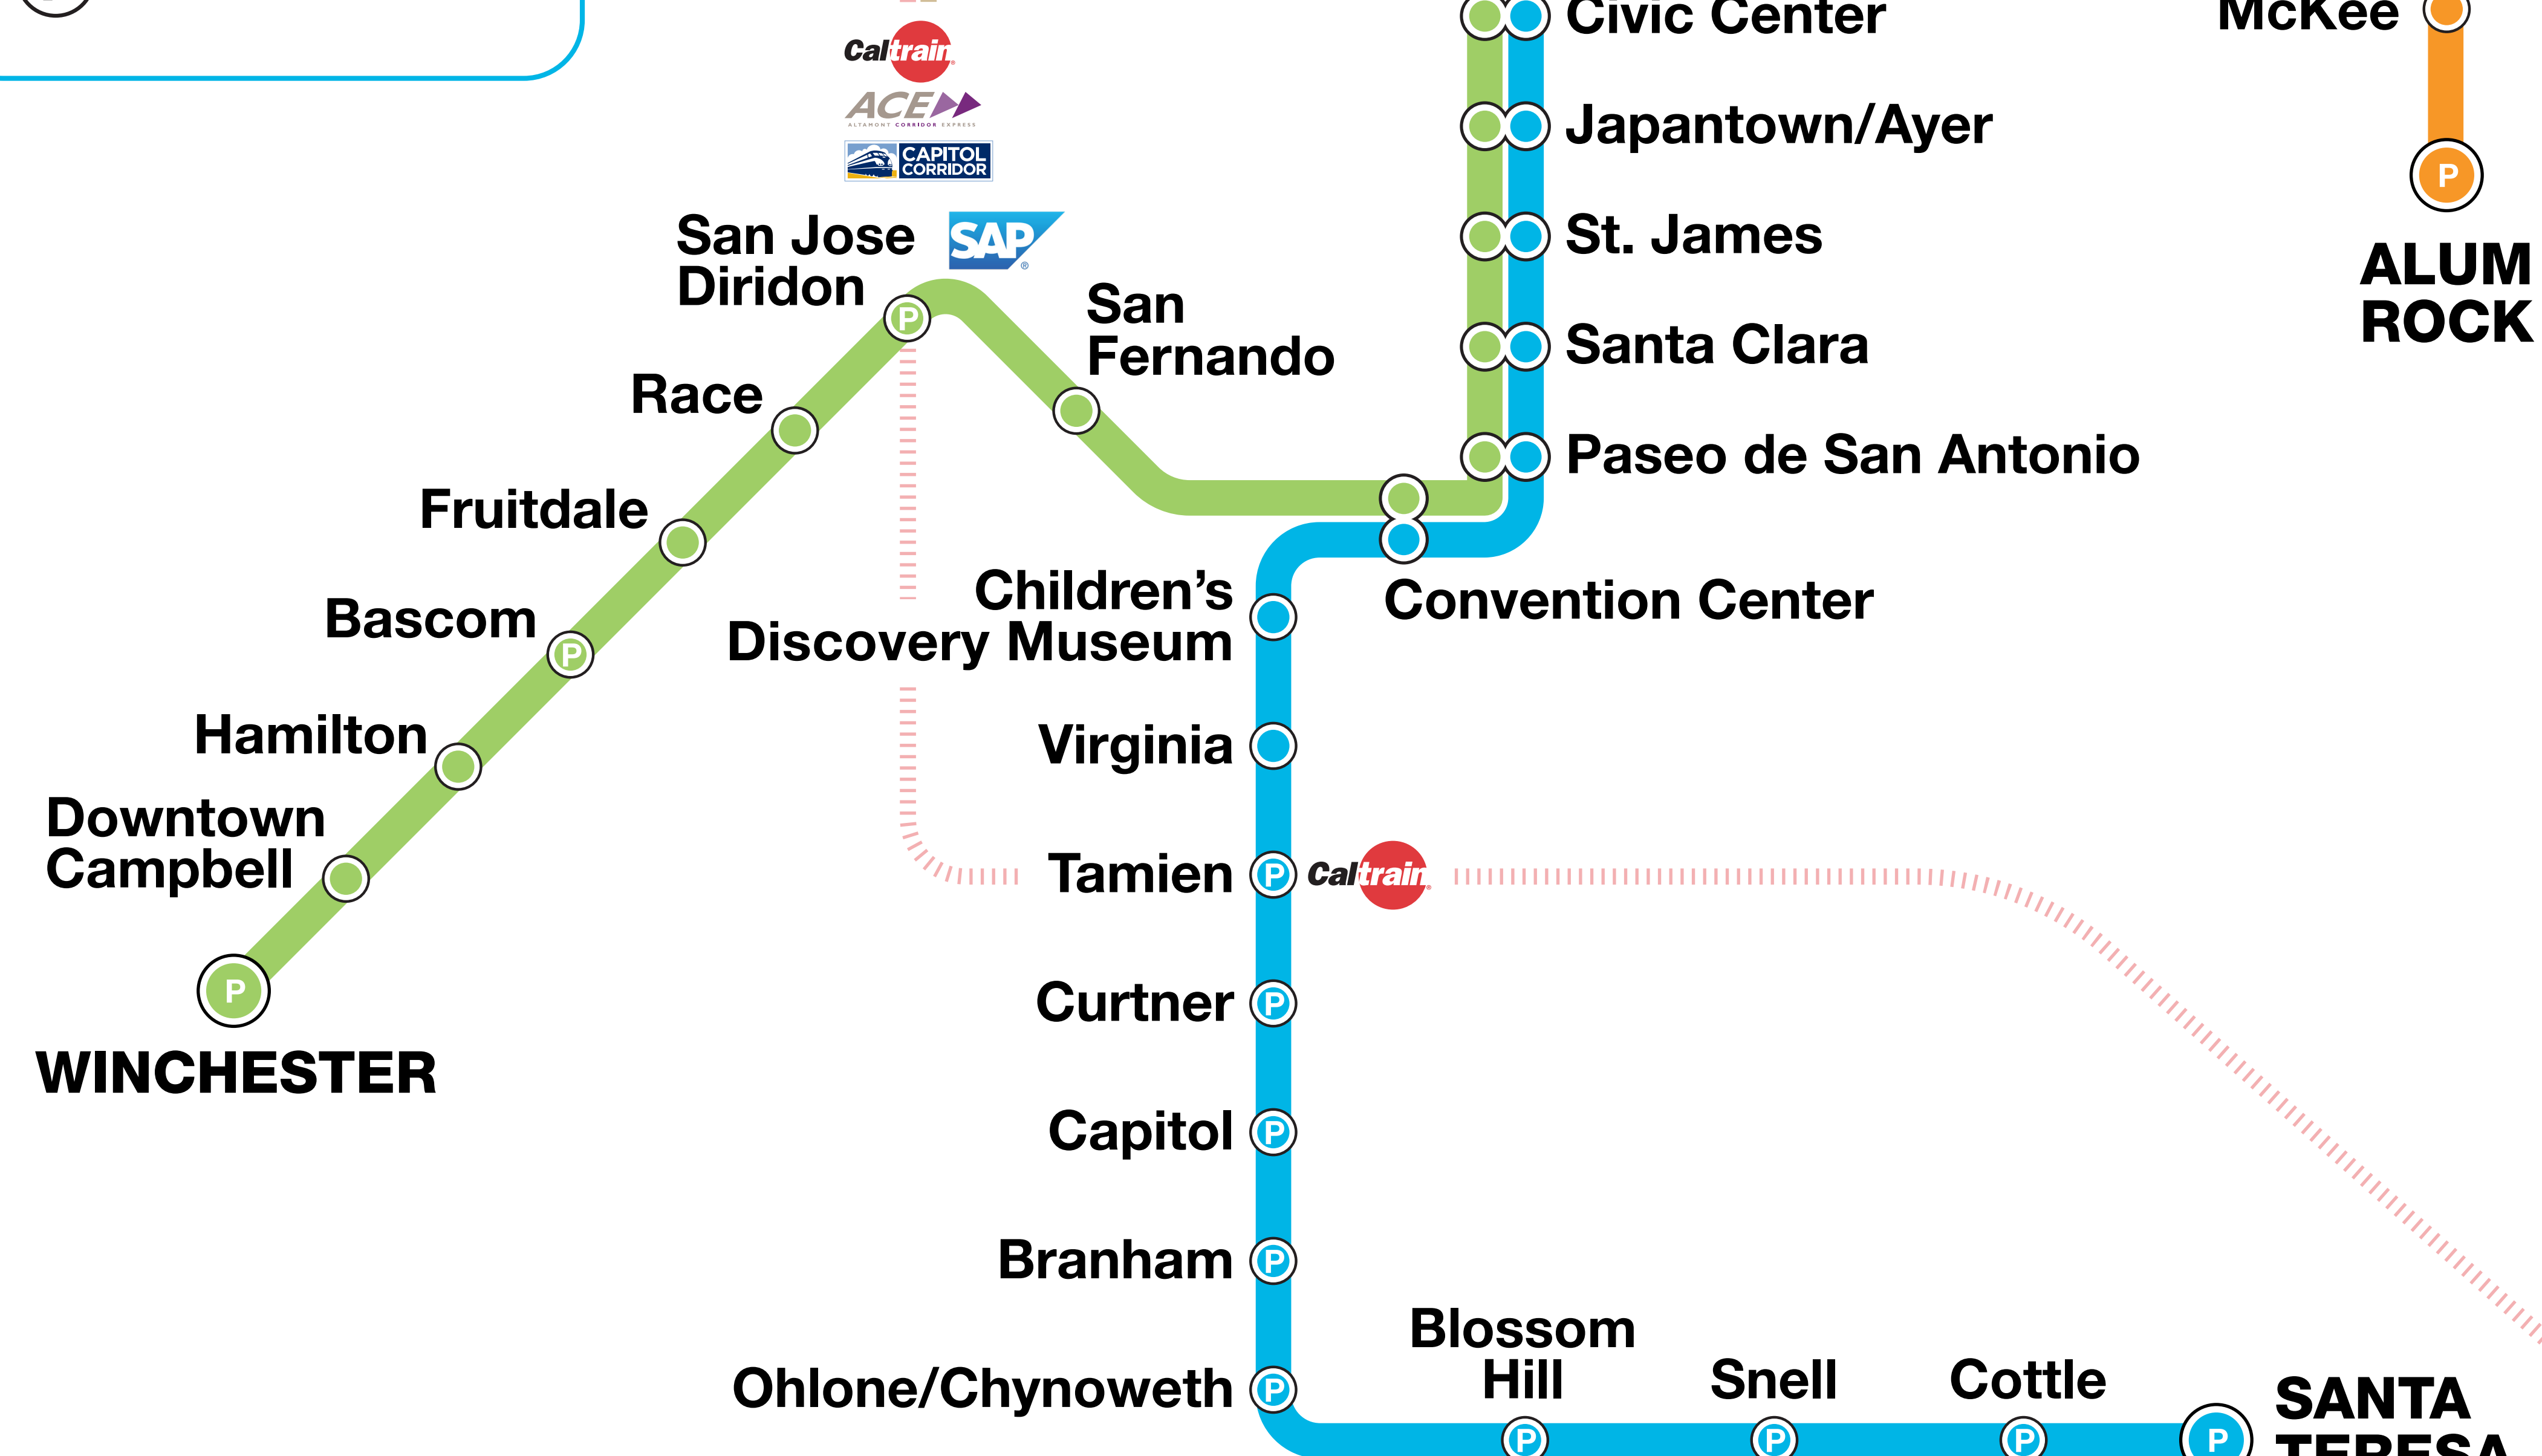 Civic Center
McKee
Caltrain
ACE
ALTAMONT CORRIDOR EXPRESS
CAPITOL
CORRIDOR
Japantown/Ayer
P
San Jose
Diridon
SAP
®
St. James
ALUM
ROCK
P
San
Fernando
Santa Clara
Race
Paseo de San Antonio
Fruitdale
Children’s
Discovery Museum
Convention Center
Bascom
P
Hamilton
Virginia
Downtown
Campbell
Tamien
P
Caltrain
P
WINCHESTER
Curtner
P
Capitol
P
Branham
P
Ohlone/Chynoweth
P
Blossom
Hill
P
Snell
P
Cottle
P
P
SANTA
TERESA